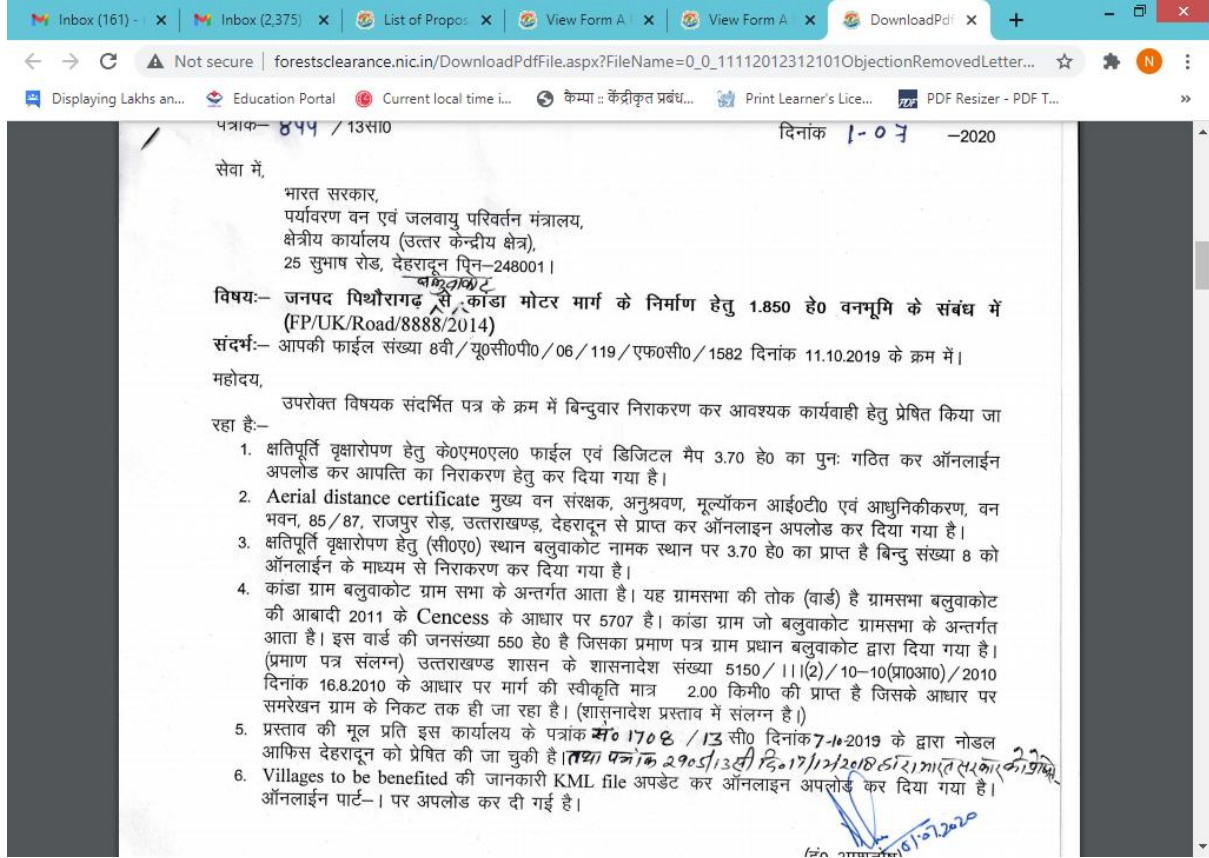 Inbox (161) -
Inbox (2,375)
List of Propos
View Form A
View Form A
DownloadPdf
Not secure | forestsclearance.nic.in/DownloadPdfFile.aspx?FileName=0_0_11112012312101ObjectionRemovedLetter...
N
Displaying Lakhs an...
Education Portal
Current local time i...
कैम्पा :: केंद्रीकृत प्रबंध...
Print Learner's Lice...
PDF Resizer - PDF T...
पत्रांक– 844 /13सा0 दिनांक 1-07 –2020
सेवा में,
भारत सरकार,
पर्यावरण वन एवं जलवायु परिवर्तन मंत्रालय,
क्षेत्रीय कार्यालय (उत्तर केन्द्रीय क्षेत्र),
25 सुभाष रोड, देहरादून पिन–248001।
बलुवाकोट
विषयः– जनपद पिथौरागढ़ से कांडा मोटर मार्ग के निर्माण हेतु 1.850 हे0 वनभूमि के संबंध में
(FP/UK/Road/8888/2014)
संदर्भः– आपकी फाईल संख्या 8वी/यू0सी0पी0/06/119/एफ0सी0/1582 दिनांक 11.10.2019 के क्रम में।
महोदय,
उपरोक्त विषयक संदर्भित पत्र के क्रम में बिन्दुवार निराकरण कर आवश्यक कार्यवाही हेतु प्रेषित किया जा
रहा हैः–
1. क्षतिपूर्ति वृक्षारोपण हेतु के0एम0एल0 फाईल एवं डिजिटल मैप 3.70 हे0 का पुनः गठित कर ऑनलाईन
अपलोड कर आपत्ति का निराकरण हेतु कर दिया गया है।
2. Aerial distance certificate मुख्य वन संरक्षक, अनुश्रवण, मूल्यॉकन आई0टी0 एवं आधुनिकीकरण, वन
भवन, 85/87, राजपुर रोड़, उत्तराखण्ड, देहरादून से प्राप्त कर ऑनलाइन अपलोड कर दिया गया है।
3. क्षतिपूर्ति वृक्षारोपण हेतु (सी0ए0) स्थान बलुवाकोट नामक स्थान पर 3.70 हे0 का प्राप्त है बिन्दु संख्या 8 को
ऑनलाईन के माध्यम से निराकरण कर दिया गया है।
4. कांडा ग्राम बलुवाकोट ग्राम सभा के अन्तर्गत आता है। यह ग्रामसभा की तोक (वार्ड) है ग्रामसभा बलुवाकोट
की आबादी 2011 के Cencess के आधार पर 5707 है। कांडा ग्राम जो बलुवाकोट ग्रामसभा के अन्तर्गत
आता है। इस वार्ड की जनसंख्या 550 हे0 है जिसका प्रमाण पत्र ग्राम प्रधान बलुवाकोट द्वारा दिया गया है।
(प्रमाण पत्र संलग्न) उत्तराखण्ड शासन के शासनादेश संख्या 5150/।।।(2)/10–10(प्रा0आ0)/2010
दिनांक 16.8.2010 के आधार पर मार्ग की स्वीकृति मात्र 2.00 किमी0 की प्राप्त है जिसके आधार पर
समरेखन ग्राम के निकट तक ही जा रहा है। (शासनादेश प्रस्ताव में संलग्न है।)
5. प्रस्ताव की मूल प्रति इस कार्यालय के पत्रांक सं0 1708 /13 सी0 दिनांक 7-10-2019 के द्वारा नोडल
आफिस देहरादून को प्रेषित की जा चुकी है। तथा पत्रांक 2905/13सी दि0 17/12/2018 भारत सरकार को
6. Villages to be benefited की जानकारी KML file अपडेट कर ऑनलाइन अपलोड कर दिया गया है।
ऑनलाईन पार्ट–। पर अपलोड कर दी गई है।
01.07.2020